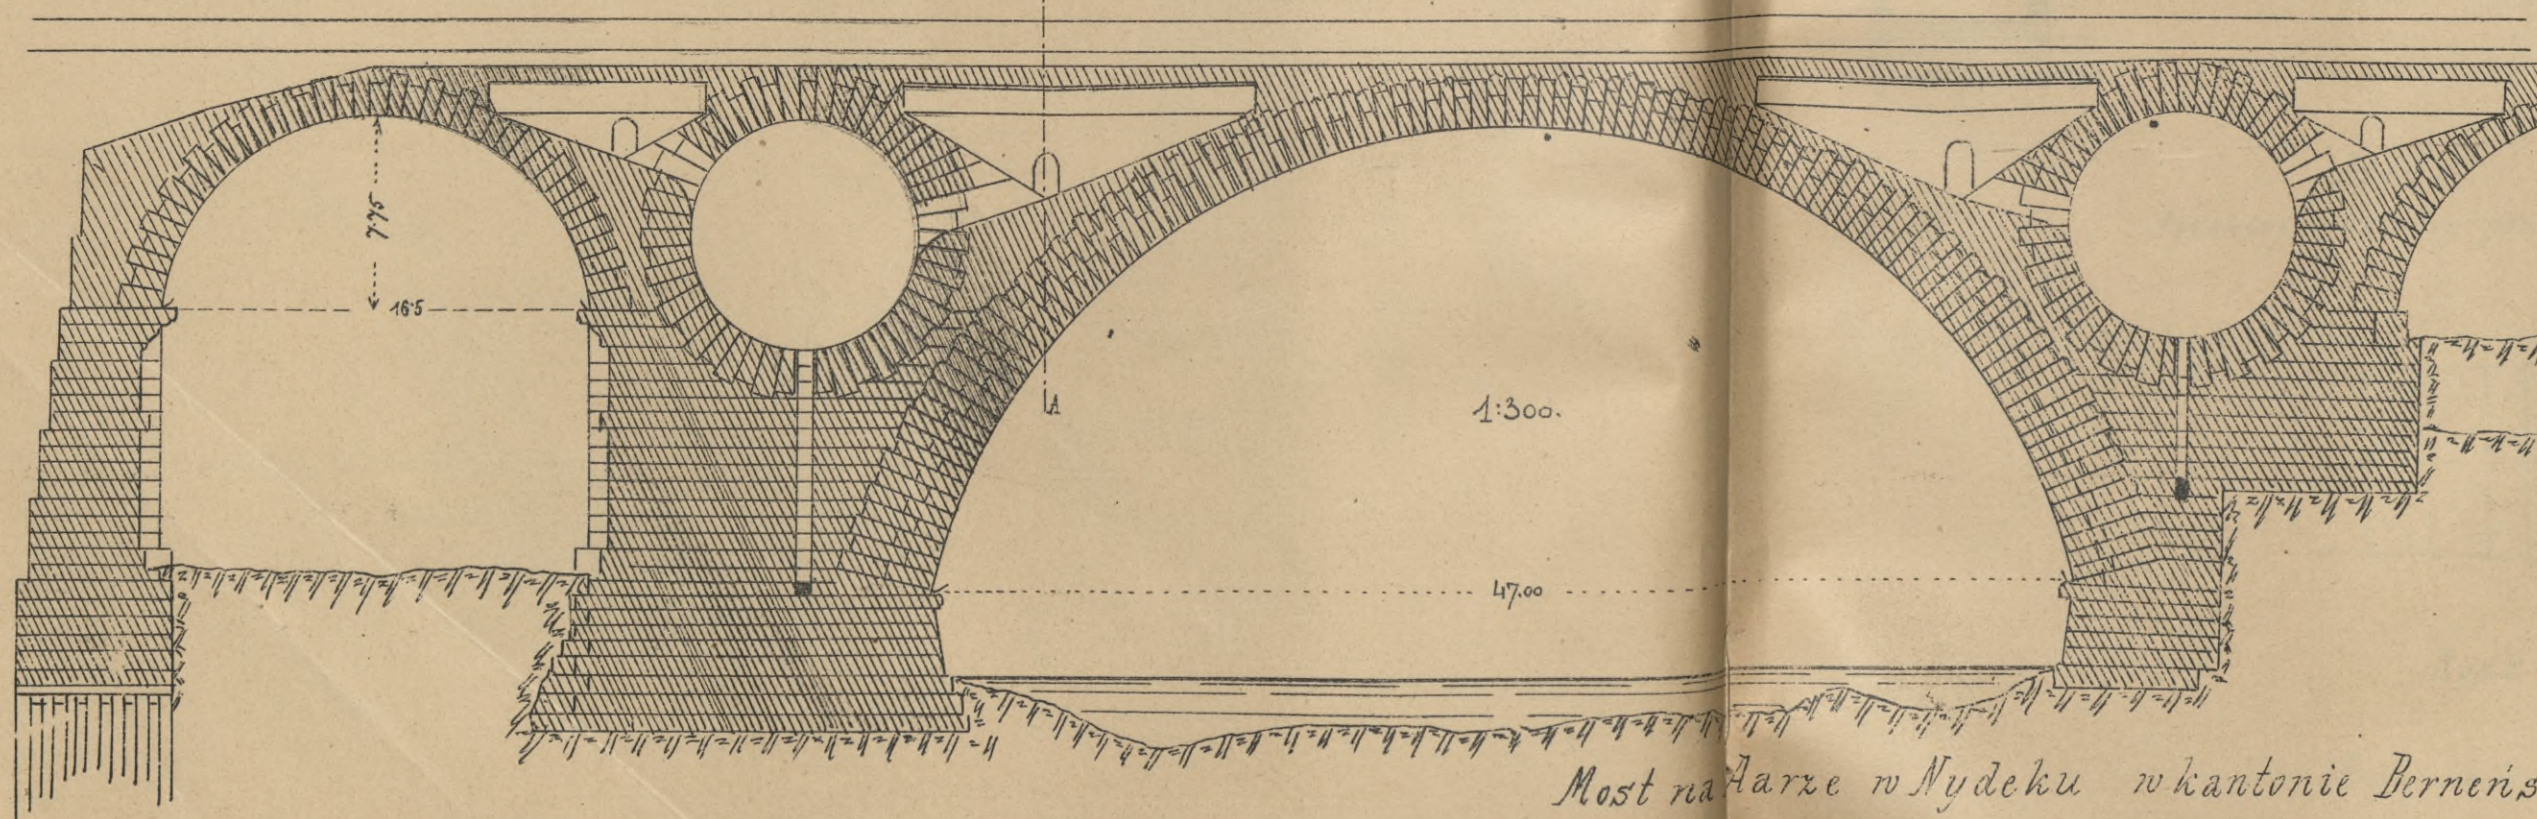 7.75
16.5
A
1:300.
47.00
Most na Aarze w Nydeku w kantonie Berneńs